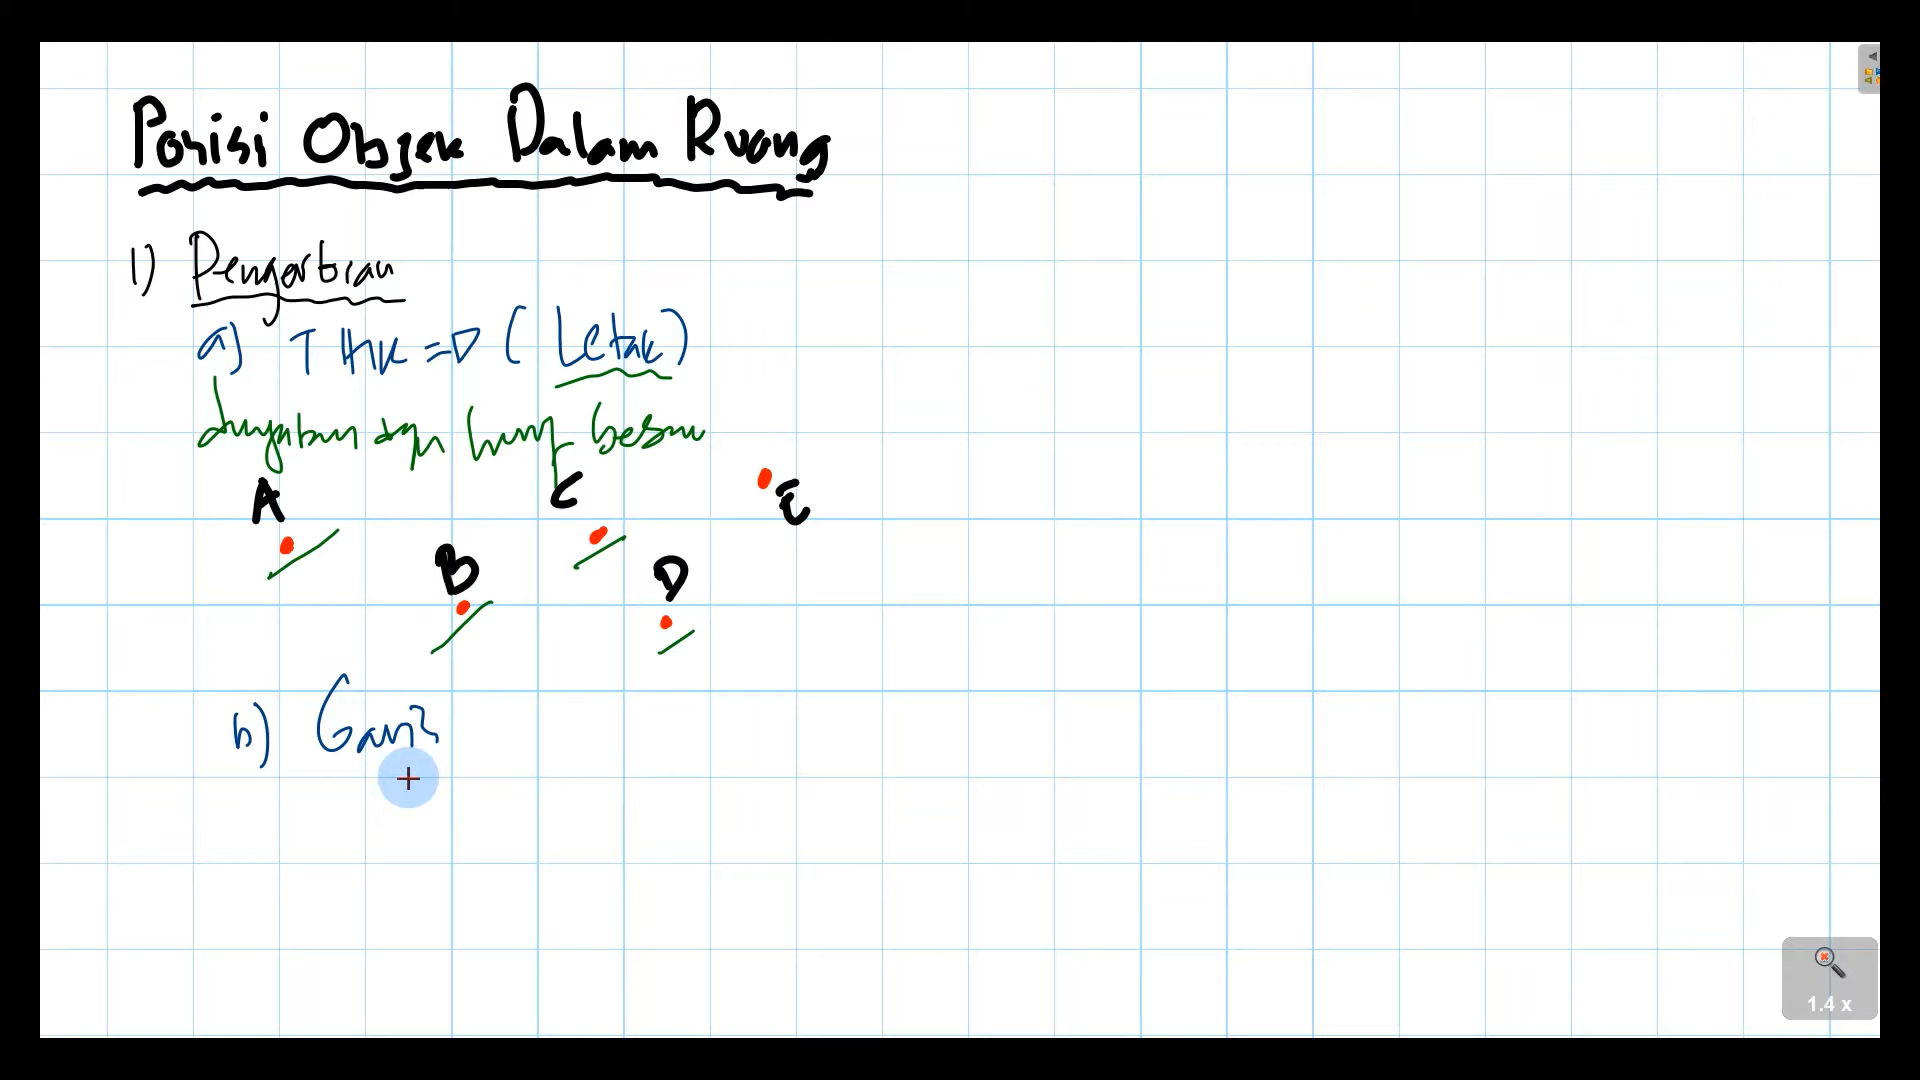 Posisi Objek Dalam Ruang
1) Pengertian
a) Titik => (Letak)
dinyatakan dgn huruf besar
A
B
C
D
E
b) Garis
1.4 x